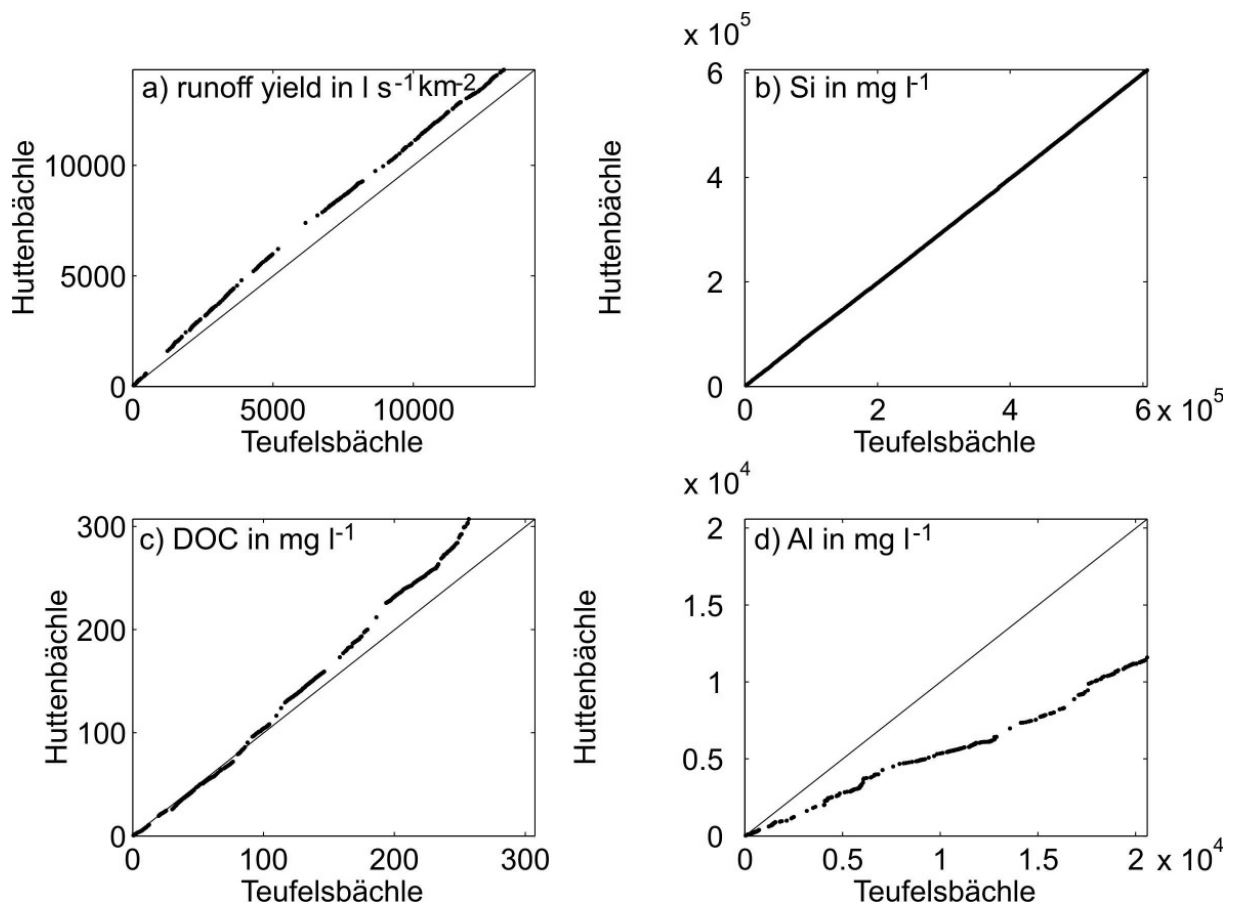 a) runoff yield in l s-1km-2
Huttenbächle
10000
5000
0
0 5000 10000
Teufelsbächle
x 10^5
b) Si in mg l-1
Huttenbächle
6
4
2
0
0 2 4 6 x 10^5
Teufelsbächle
c) DOC in mg l-1
Huttenbächle
300
200
100
0
0 100 200 300
Teufelsbächle
x 10^4
d) Al in mg l-1
Huttenbächle
2
1.5
1
0.5
0
0 0.5 1 1.5 2 x 10^4
Teufelsbächle